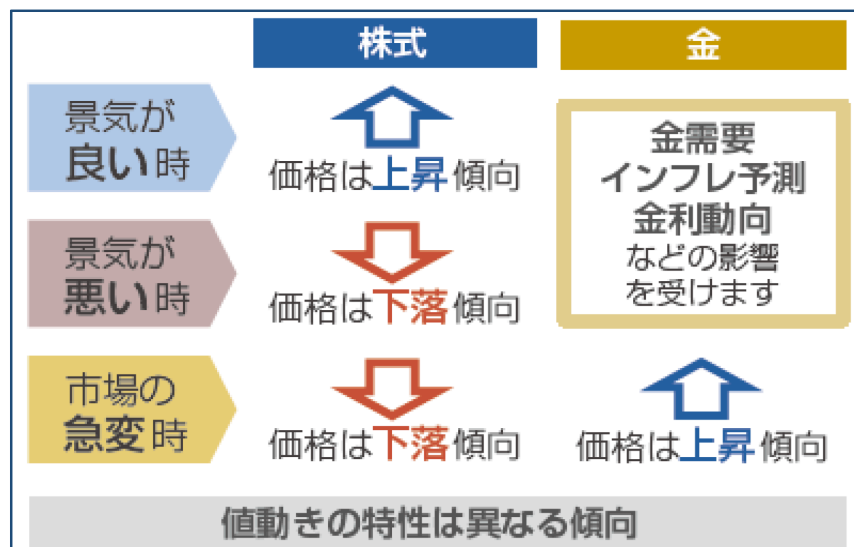 株式
金
景気が
良い時
価格は上昇傾向
金需要
インフレ予測
金利動向
などの影響
を受けます
景気が
悪い時
価格は下落傾向
市場の
急変時
価格は下落傾向
価格は上昇傾向
値動きの特性は異なる傾向